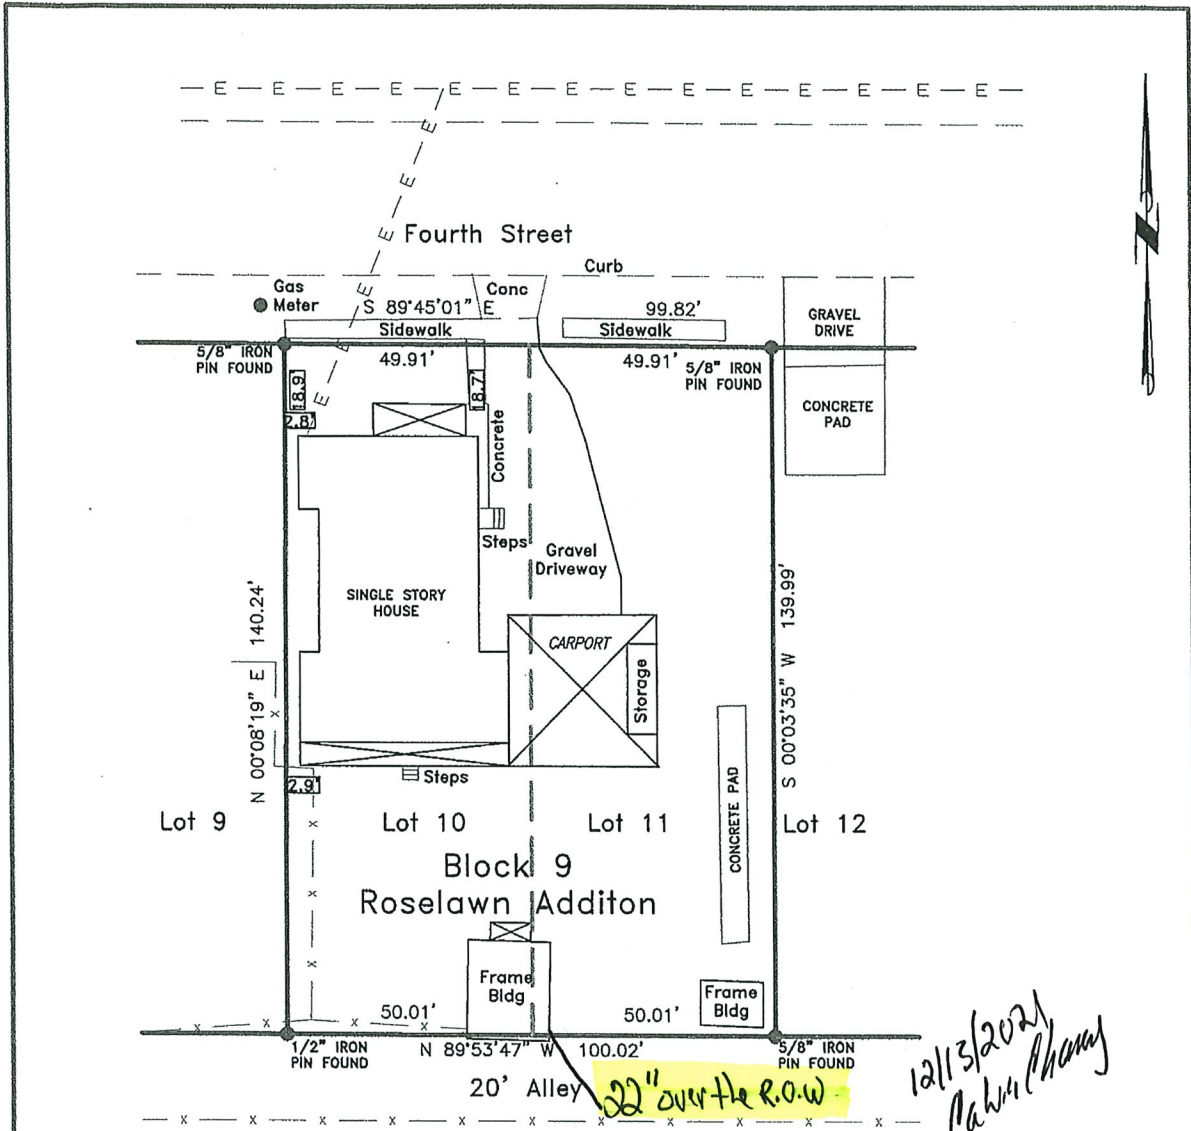 E E E E E E E E E E E E E E
E
E
E
Fourth Street
E
Curb
Gas
Meter
E
Conc
S 89°45'01" E
99.82'
GRAVEL
DRIVE
Sidewalk
Sidewalk
5/8" IRON
PIN FOUND
49.91'
49.91'
5/8" IRON
PIN FOUND
E
18.9
18.7'
2.8'
Concrete
CONCRETE
PAD
Steps
Gravel
Driveway
SINGLE STORY
HOUSE
CARPORT
Storage
N 00°08'19" E 140.24'
S 00°03'35" W 139.99'
x
Steps
2.9'
CONCRETE PAD
Lot 9
Lot 10
Lot 11
Lot 12
x
Block 9
x
Roselawn Additon
x
Frame
Bldg
Frame
Bldg
50.01'
50.01'
x x x
1/2" IRON
PIN FOUND
N 89°53'47" W 100.02'
5/8" IRON
PIN FOUND
20' Alley
22" over the R.O.W
12/13/2021
x x x x x x x x x x x x x